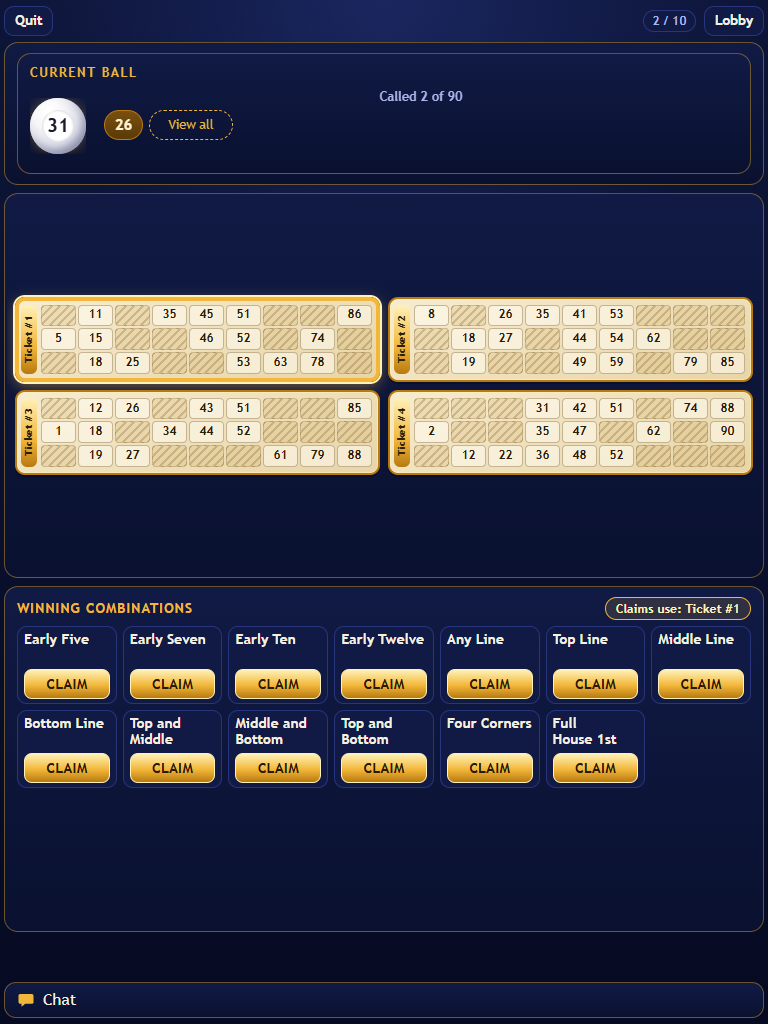 Quit
2 / 10
Lobby
CURRENT BALL
Called 2 of 90
31
26
View all
Ticket #1
11 35 45 51 86
5 15 46 52 74
18 25 53 63 78
Ticket #2
8 26 35 41 53
18 27 44 54 62
19 49 59 79 85
Ticket #3
12 26 43 51 85
1 18 34 44 52
19 27 61 79 88
Ticket #4
31 42 51 74 88
2 35 47 62 90
12 22 36 48 52
WINNING COMBINATIONS
Claims use: Ticket #1
Early Five
CLAIM
Early Seven
CLAIM
Early Ten
CLAIM
Early Twelve
CLAIM
Any Line
CLAIM
Top Line
CLAIM
Middle Line
CLAIM
Bottom Line
CLAIM
Top and
Middle
CLAIM
Middle and
Bottom
CLAIM
Top and
Bottom
CLAIM
Four Corners
CLAIM
Full
House 1st
CLAIM
Chat